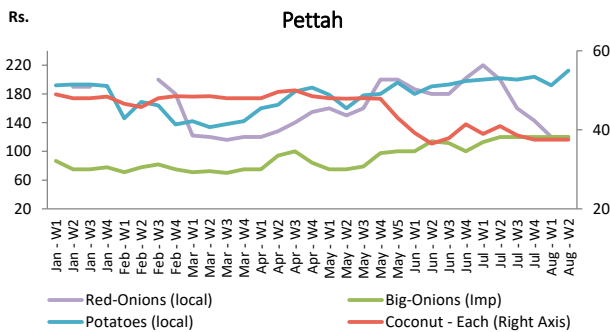 Rs.
Pettah
220
180
140
100
60
20
60
50
40
30
20
Jan - W1
Jan - W2
Jan - W3
Jan - W4
Feb - W1
Feb - W2
Feb - W3
Feb - W4
Mar - W1
Mar - W2
Mar - W3
Mar - W4
Apr - W1
Apr - W2
Apr - W3
Apr - W4
May - W1
May - W2
May - W3
May - W4
May - W5
Jun - W1
Jun - W2
Jun - W3
Jun - W4
Jul - W1
Jul - W2
Jul - W3
Jul - W4
Aug - W1
Aug - W2
Red-Onions (local)
Big-Onions (Imp)
Potatoes (local)
Coconut - Each (Right Axis)